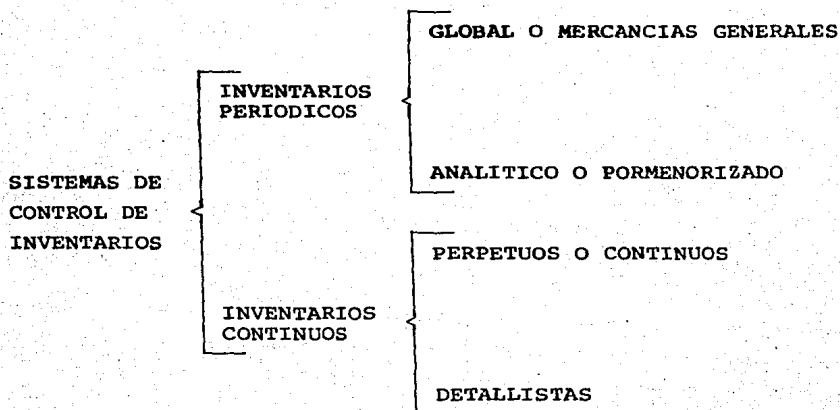 GLOBAL O MERCANCIAS GENERALES
INVENTARIOS
PERIODICOS
ANALITICO O PORMENORIZADO
SISTEMAS DE
CONTROL DE
INVENTARIOS
PERPETUOS O CONTINUOS
INVENTARIOS
CONTINUOS
DETALLISTAS